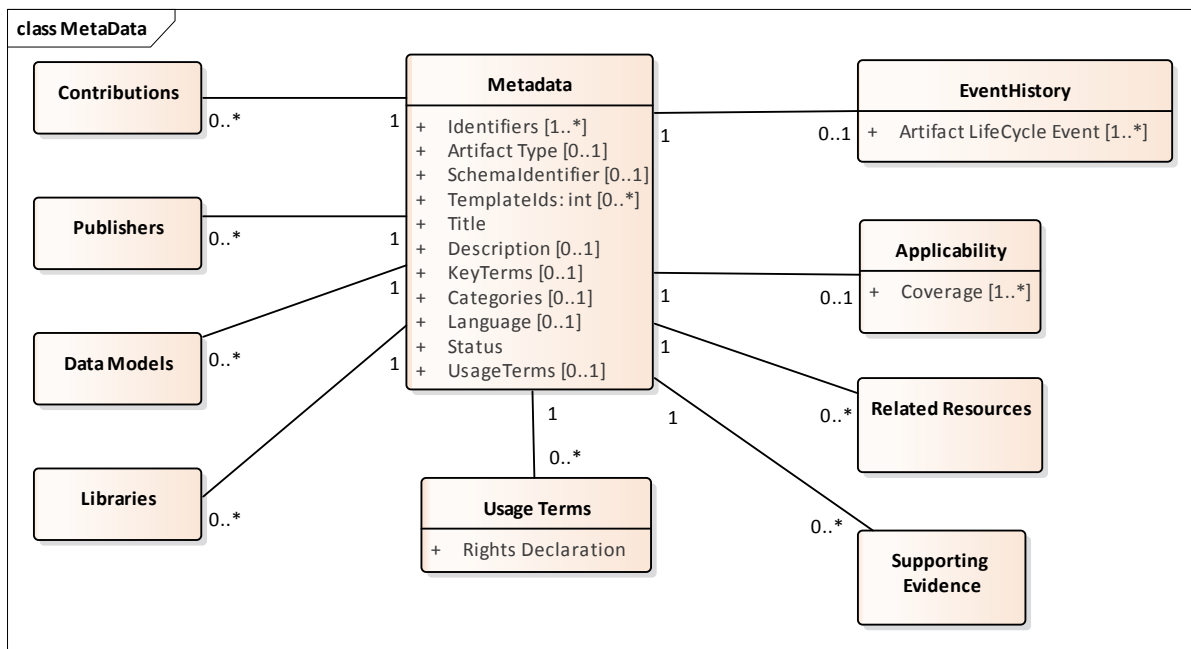 class MetaData
Contributions
0..*
1
Publishers
0..*
1
Data Models
0..*
1
Libraries
0..*
1
Metadata
+ Identifiers [1..*]
+ Artifact Type [0..1]
+ SchemaIdentifier [0..1]
+ TemplateIds: int [0..*]
+ Title
+ Description [0..1]
+ KeyTerms [0..1]
+ Categories [0..1]
+ Language [0..1]
+ Status
+ UsageTerms [0..1]
1
0..*
Usage Terms
+ Rights Declaration
1
0..1
EventHistory
+ Artifact LifeCycle Event [1..*]
1
0..1
Applicability
+ Coverage [1..*]
1
0..*
Related Resources
1
0..*
Supporting
Evidence